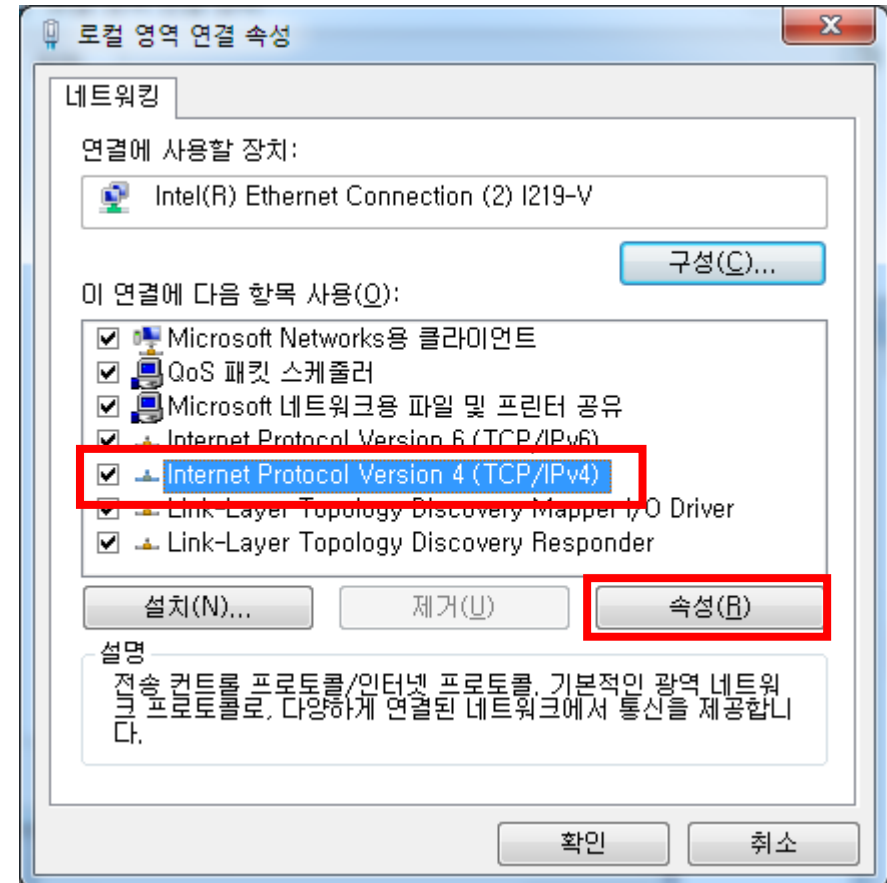 로컬 영역 연결 속성
네트워킹
연결에 사용할 장치:
Intel(R) Ethernet Connection (2) I219-V
구성(C)...
이 연결에 다음 항목 사용(O):
Microsoft Networks용 클라이언트
QoS 패킷 스케줄러
Microsoft 네트워크용 파일 및 프린터 공유
Internet Protocol Version 6 (TCP/IPv6)
Internet Protocol Version 4 (TCP/IPv4)
Link-Layer Topology Discovery Mapper I/O Driver
Link-Layer Topology Discovery Responder
설치(N)... 제거(U) 속성(R)
설명
전송 컨트롤 프로토콜/인터넷 프로토콜. 기본적인 광역 네트워
크 프로토콜로, 다양하게 연결된 네트워크에서 통신을 제공합니
다.
확인 취소